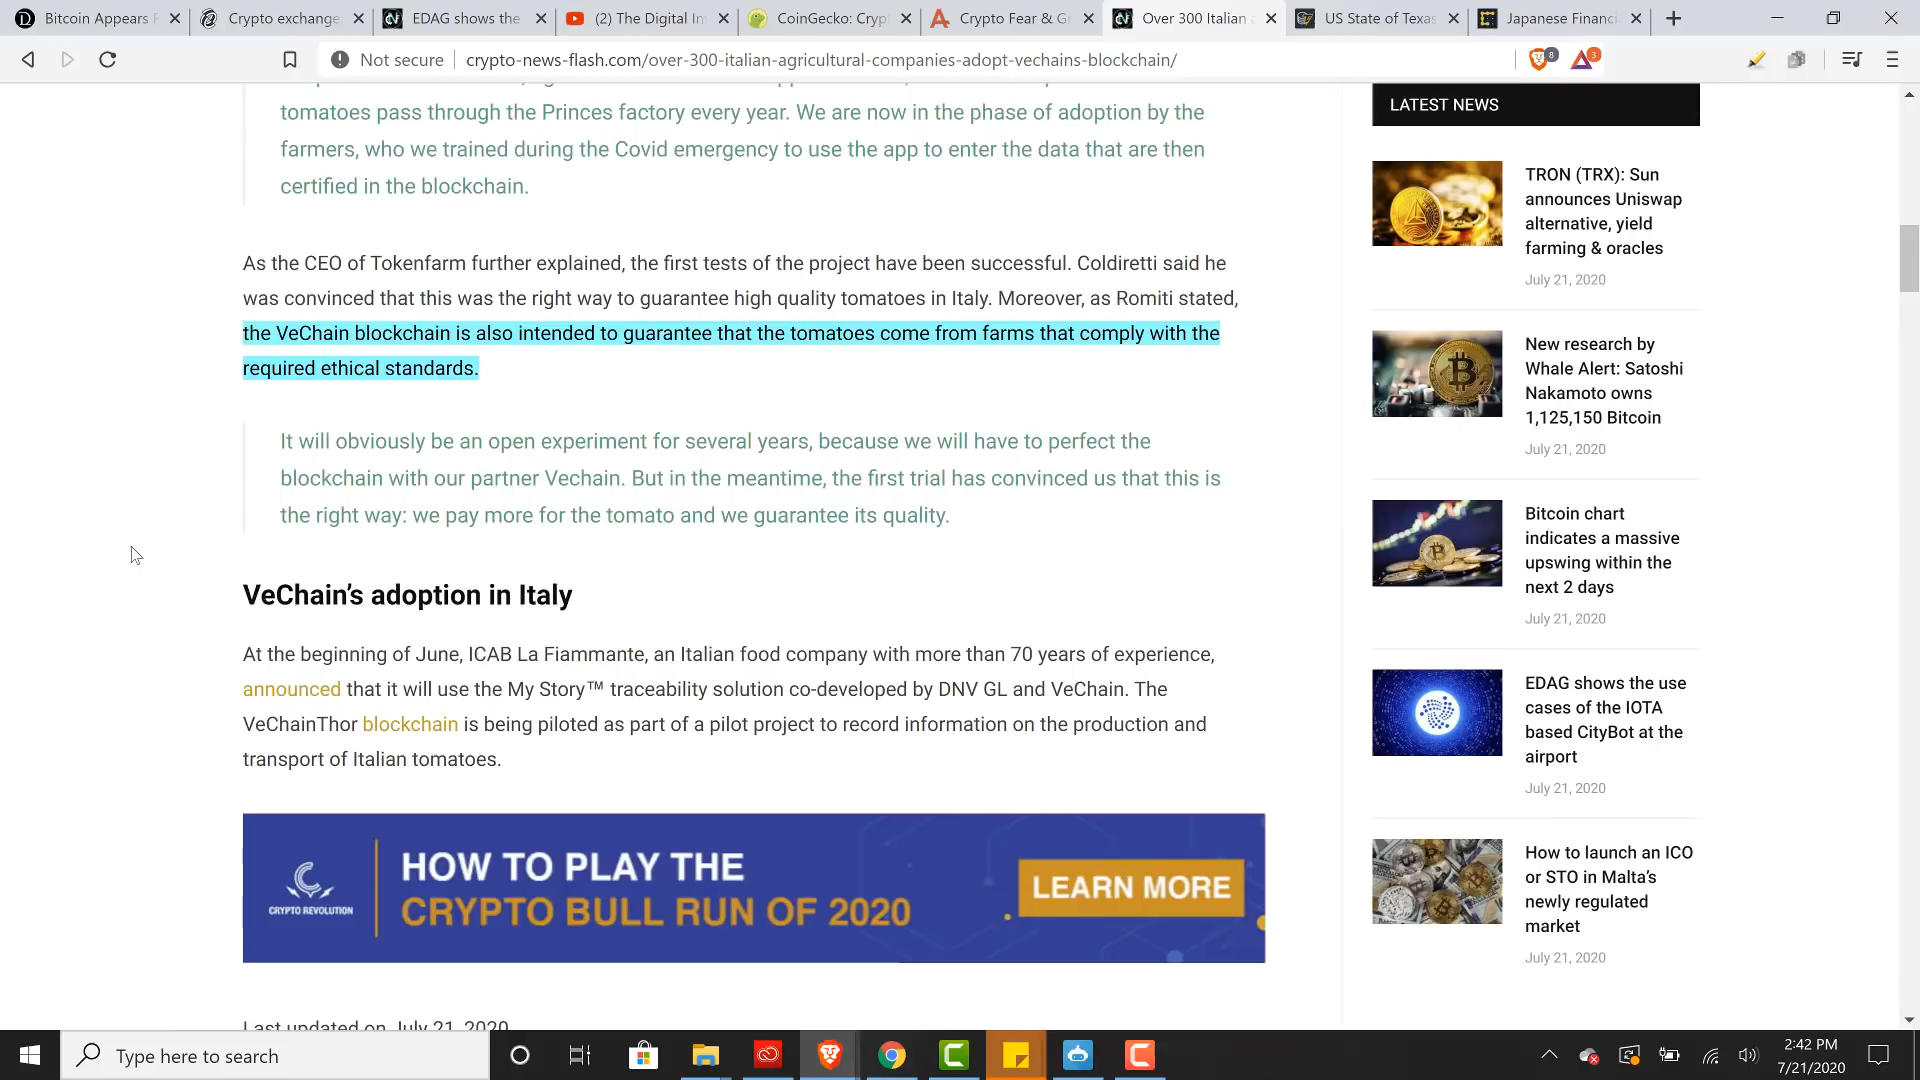 Bitcoin Appears
Crypto exchange
EDAG shows the
(2) The Digital In
CoinGecko: Cryp
Crypto Fear & Gr
Over 300 Italian
US State of Texas
Japanese Financi
Not secure
crypto-news-flash.com/over-300-italian-agricultural-companies-adopt-vechains-blockchain/
8
3
tomatoes pass through the Princes factory every year. We are now in the phase of adoption by the
farmers, who we trained during the Covid emergency to use the app to enter the data that are then
certified in the blockchain.
As the CEO of Tokenfarm further explained, the first tests of the project have been successful. Coldiretti said he
was convinced that this was the right way to guarantee high quality tomatoes in Italy. Moreover, as Romiti stated,
the VeChain blockchain is also intended to guarantee that the tomatoes come from farms that comply with the
required ethical standards.
It will obviously be an open experiment for several years, because we will have to perfect the
blockchain with our partner Vechain. But in the meantime, the first trial has convinced us that this is
the right way: we pay more for the tomato and we guarantee its quality.
VeChain's adoption in Italy
At the beginning of June, ICAB La Fiammante, an Italian food company with more than 70 years of experience,
announced that it will use the My Story™ traceability solution co-developed by DNV GL and VeChain. The
VeChainThor blockchain is being piloted as part of a pilot project to record information on the production and
transport of Italian tomatoes.
CRYPTO REVOLUTION
HOW TO PLAY THE
CRYPTO BULL RUN OF 2020
LEARN MORE
Last updated on July 21, 2020
LATEST NEWS
TRON (TRX): Sun
announces Uniswap
alternative, yield
farming & oracles
July 21, 2020
New research by
Whale Alert: Satoshi
Nakamoto owns
1,125,150 Bitcoin
July 21, 2020
Bitcoin chart
indicates a massive
upswing within the
next 2 days
July 21, 2020
EDAG shows the use
cases of the IOTA
based CityBot at the
airport
July 21, 2020
How to launch an ICO
or STO in Malta's
newly regulated
market
July 21, 2020
Type here to search
2:42 PM
7/21/2020